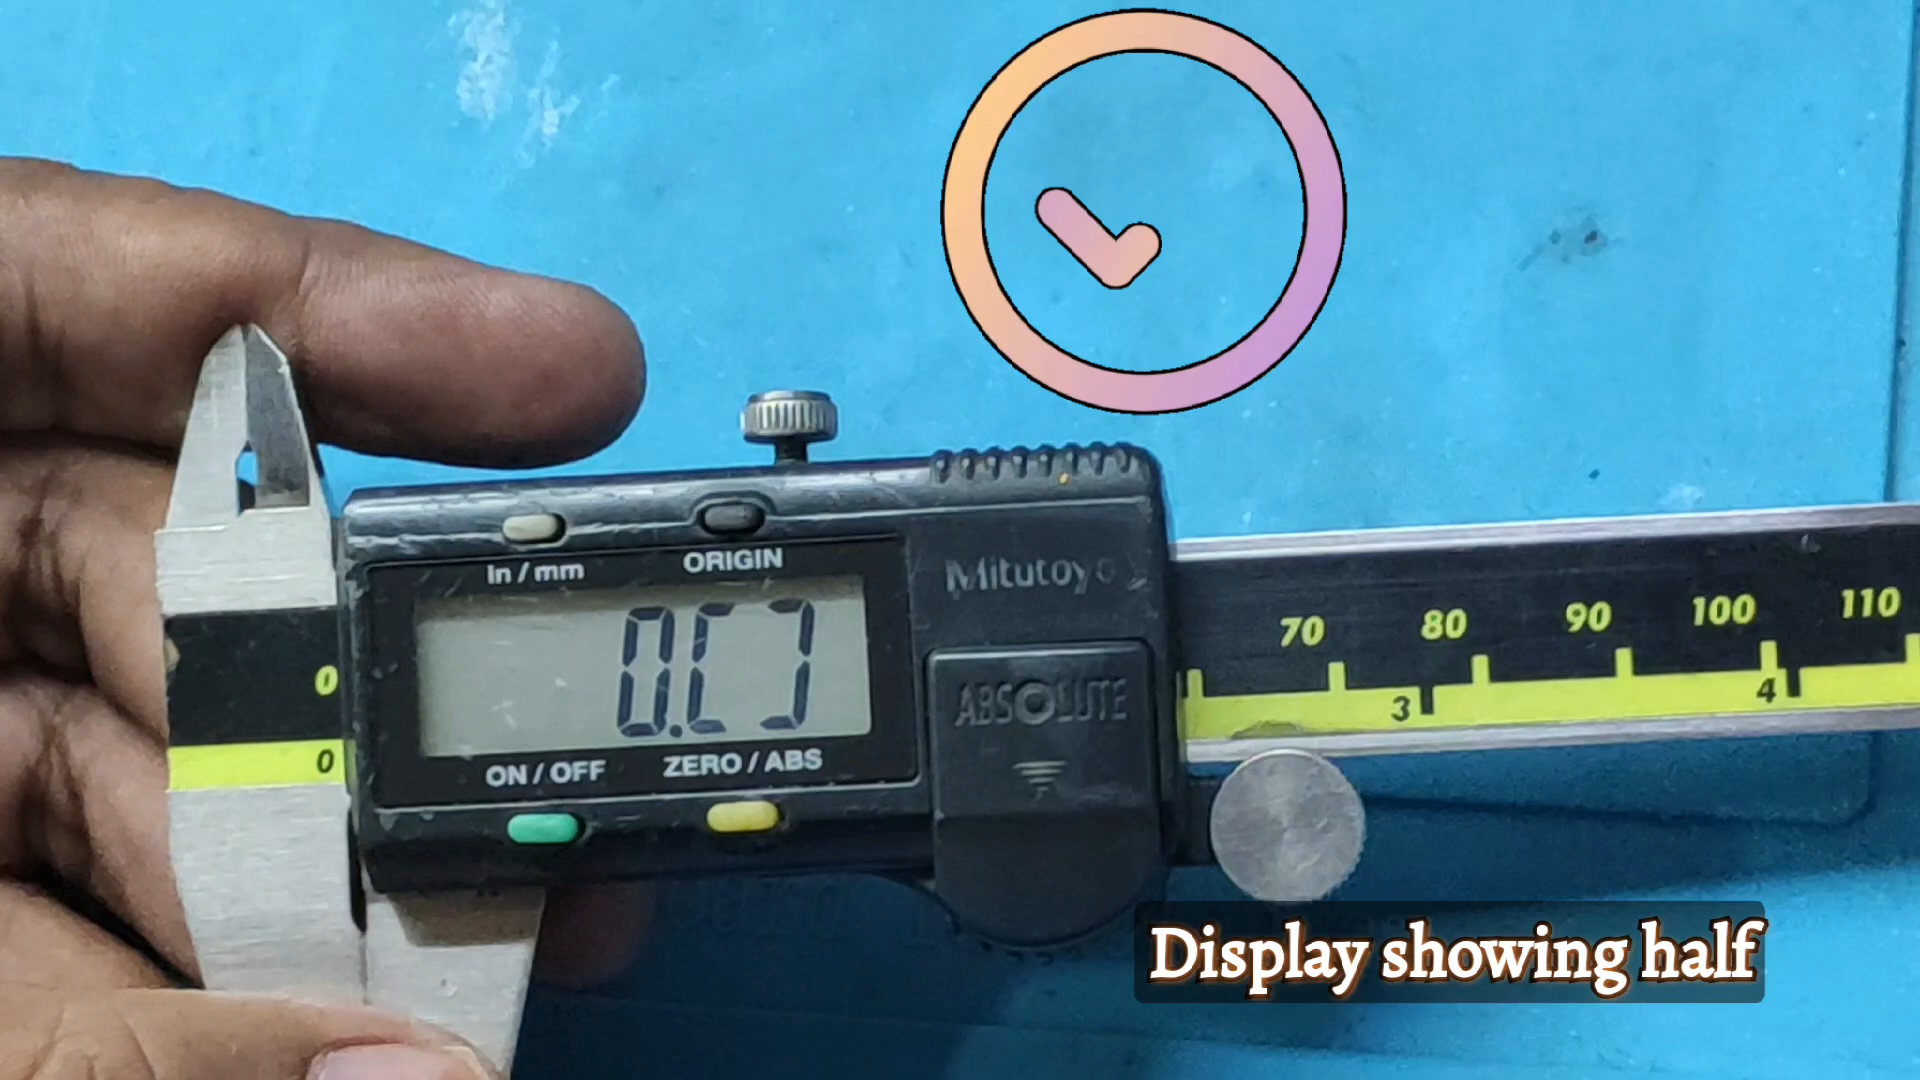 In / mm
ORIGIN
Mitutoyo
0.
ON / OFF
ZERO / ABS
ABSOLUTE
0
0
70
80
90
100
110
3
4
Display showing half